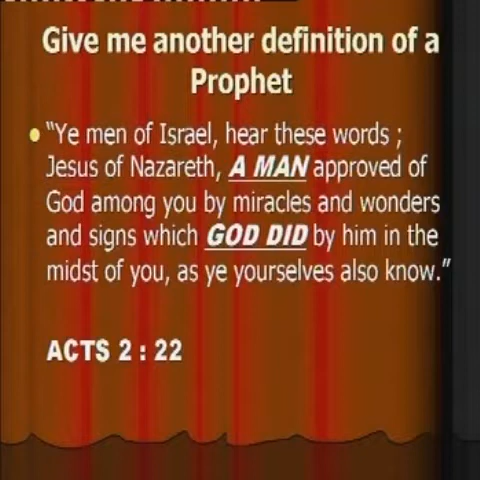 Give me another definition of a
Prophet
“Ye men of Israel, hear these words ;
Jesus of Nazareth, A MAN approved of
God among you by miracles and wonders
and signs which GOD DID by him in the
midst of you, as ye yourselves also know.”
ACTS 2 : 22